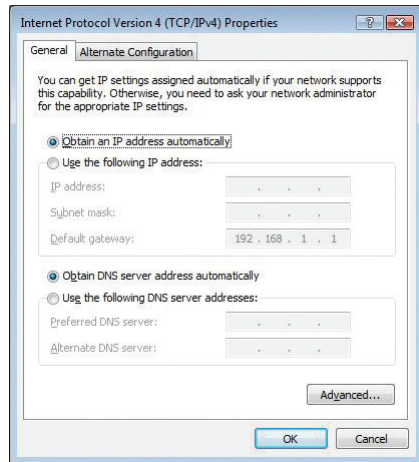 Internet Protocol Version 4 (TCP/IPv4) Properties
General
Alternate Configuration
You can get IP settings assigned automatically if your network supports
this capability. Otherwise, you need to ask your network administrator
for the appropriate IP settings.
Obtain an IP address automatically
Use the following IP address:
IP address:
Subnet mask:
Default gateway: 192 . 168 . 1 . 1
Obtain DNS server address automatically
Use the following DNS server addresses:
Preferred DNS server:
Alternate DNS server:
Advanced...
OK
Cancel